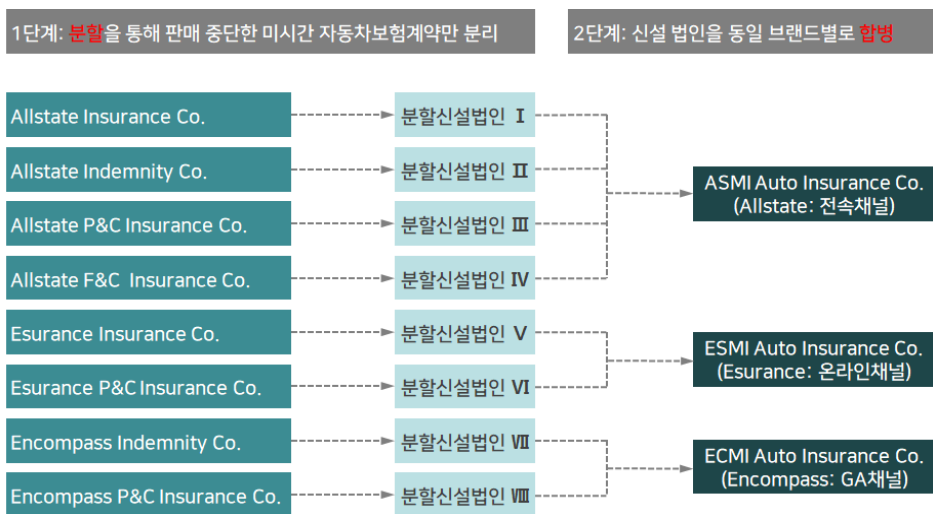 1단계: 분할을 통해 판매 중단한 미시간 자동차보험계약만 분리
2단계: 신설 법인을 동일 브랜드별로 합병
Allstate Insurance Co.
분할신설법인 Ⅰ
Allstate Indemnity Co.
분할신설법인 Ⅱ
ASMI Auto Insurance Co.
(Allstate: 전속채널)
Allstate P&C Insurance Co.
분할신설법인 Ⅲ
Allstate F&C Insurance Co.
분할신설법인 Ⅳ
Esurance Insurance Co.
분할신설법인 Ⅴ
ESMI Auto Insurance Co.
(Esurance: 온라인채널)
Esurance P&C Insurance Co.
분할신설법인 Ⅵ
Encompass Indemnity Co.
분할신설법인 Ⅶ
ECMI Auto Insurance Co.
(Encompass: GA채널)
Encompass P&C Insurance Co.
분할신설법인 Ⅷ